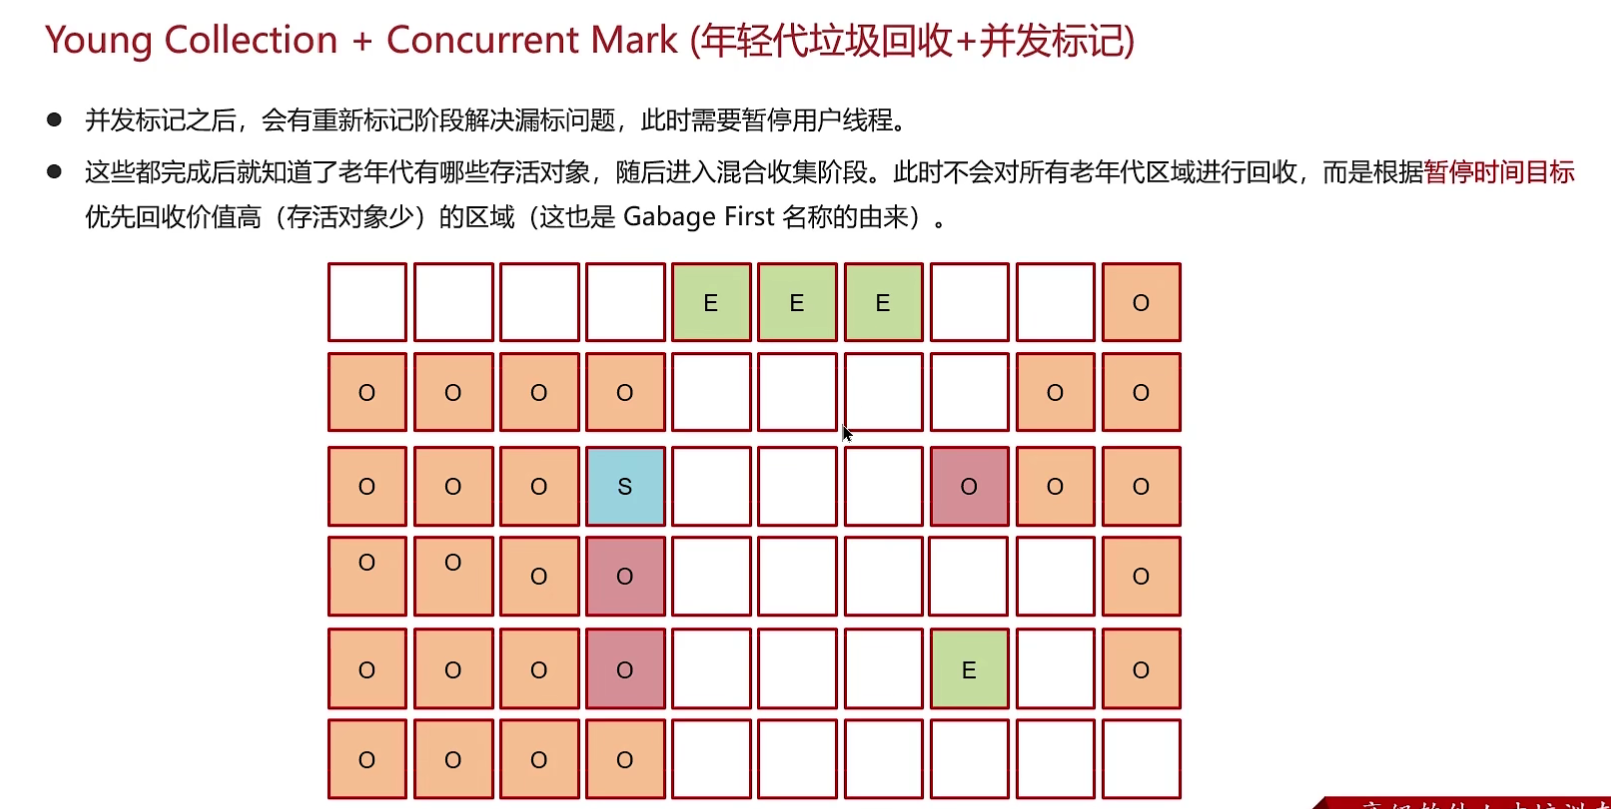 Young Collection + Concurrent Mark (年轻代垃圾回收+并发标记)
● 并发标记之后，会有重新标记阶段解决漏标问题，此时需要暂停用户线程。
● 这些都完成后就知道了老年代有哪些存活对象，随后进入混合收集阶段。此时不会对所有老年代区域进行回收，而是根据暂停时间目标
优先回收价值高（存活对象少）的区域（这也是 Gabage First 名称的由来）。
E E E O
O O O O O O
O O O S O O O
O O O O O
O O O O E O
O O O O